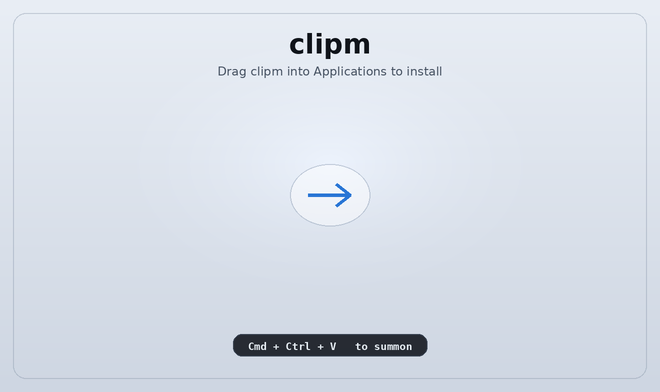 clipm
Drag clipm into Applications to install
Cmd + Ctrl + V to summon